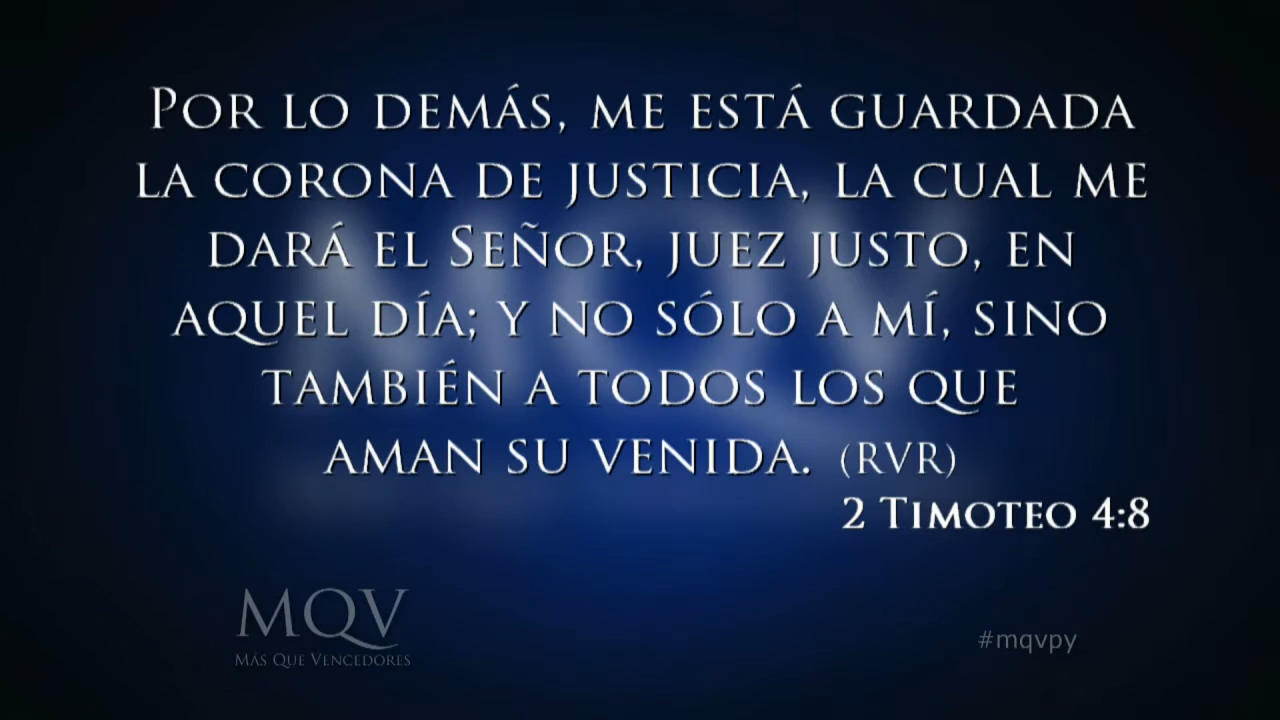 Por lo demás, me está guardada
la corona de justicia, la cual me
dará el Señor, juez justo, en
aquel día; y no sólo a mí, sino
también a todos los que
aman su venida. (RVR)
2 Timoteo 4:8
MQV
Más Que Vencedores
#mqvpy